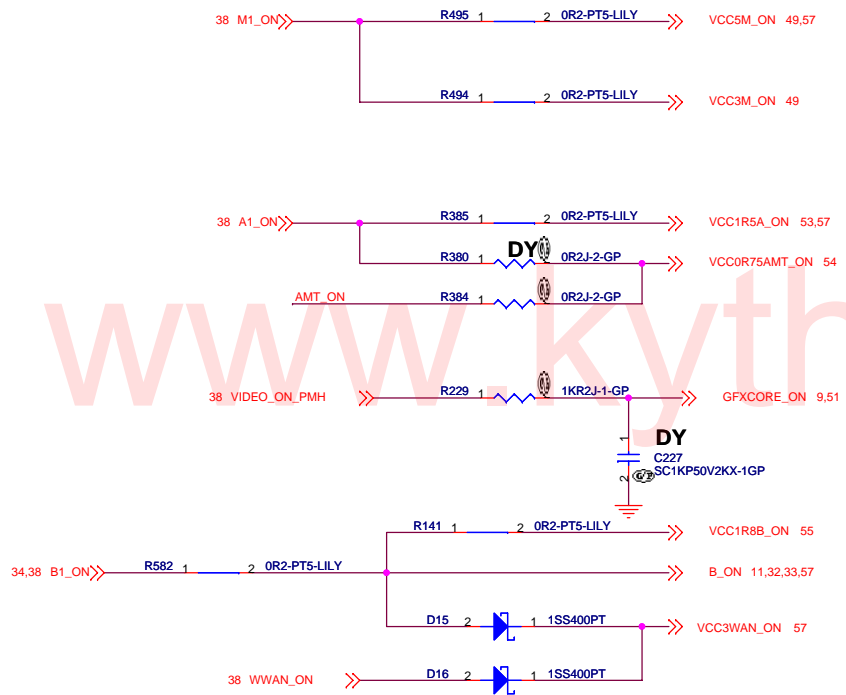 38 M1_ON R495 1 2 0R2-PT5-LILY VCC5M_ON 49,57
R494 1 2 0R2-PT5-LILY VCC3M_ON 49
38 A1_ON R385 1 2 0R2-PT5-LILY VCC1R5A_ON 53,57
DY
R380 1 2 0R2J-2-GP VCC0R75AMT_ON 54
AMT_ON R384 1 2 0R2J-2-GP
www.kyth
38 VIDEO_ON_PMH R229 1 2 1KR2J-1-GP GFXCORE_ON 9,51
1 DY
C227
2 SC1KP50V2KX-1GP
R141 1 2 0R2-PT5-LILY VCC1R8B_ON 55
34,38 B1_ON R582 1 2 0R2-PT5-LILY B_ON 11,32,33,57
D15 2 1 1SS400PT VCC3WAN_ON 57
38 WWAN_ON D16 2 1 1SS400PT